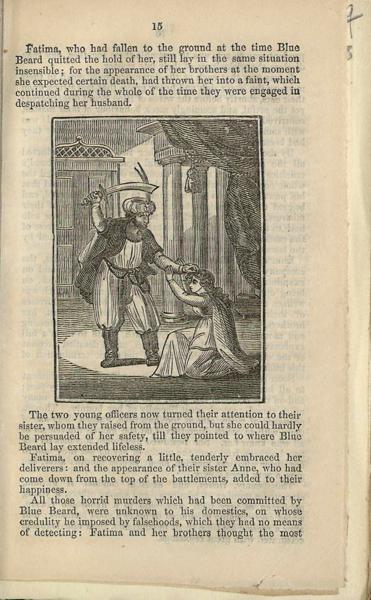 15
Fatima, who had fallen to the ground at the time Blue
Beard quitted the hold of her, still lay in the same situation
insensible; for the appearance of her brothers at the moment
she expected certain death, had thrown her into a faint, which
continued during the whole of the time they were engaged in
despatching her husband.
The two young officers now turned their attention to their
sister, whom they raised from the ground, but she could hardly
be persuaded of her safety, till they pointed to where Blue
Beard lay extended lifeless.
Fatima, on recovering a little, tenderly embraced her
deliverers: and the appearance of their sister Anne, who had
come down from the top of the battlements, added to their
happiness.
All those horrid murders which had been committed by
Blue Beard, were unknown to his domestics, on whose
credulity he imposed by falsehoods, which they had no means
of detecting: Fatima and her brothers thought the most